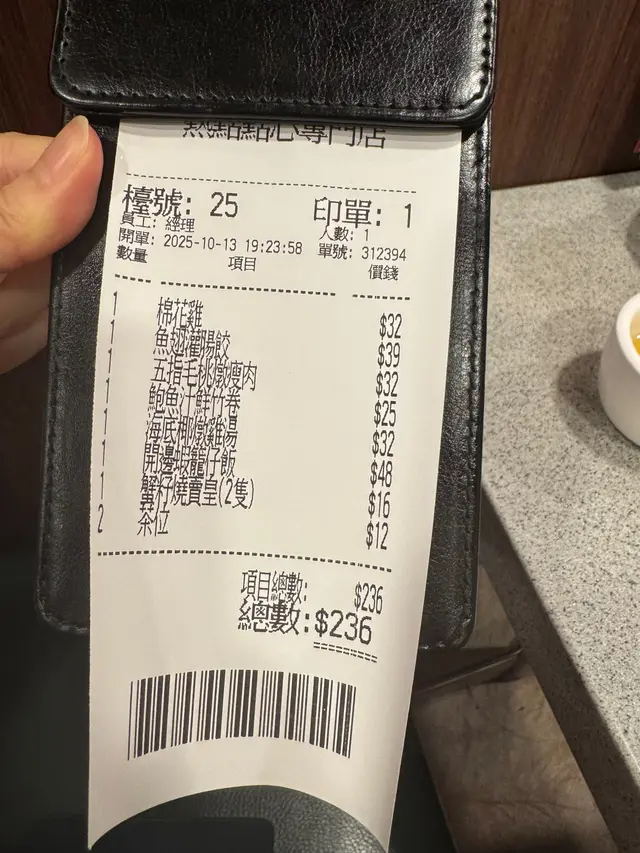 熱點點心專門店
檯號: 25 印單: 1
員工: 經理 人數: 1
開單: 2025-10-13 19:23:58 單號: 312394
數量 項目 價錢
1 棉花雞 $32
1 魚翅灌腸餃 $39
1 五指毛桃燉瘦肉 $32
1 鮑魚汁鮮竹卷 $25
1 海底椰燉雞湯 $32
1 開邊蝦籠仔飯 $48
1 蟹籽燒賣皇(2隻) $16
2 茶位 $12
項目總數: $236
總數:$236